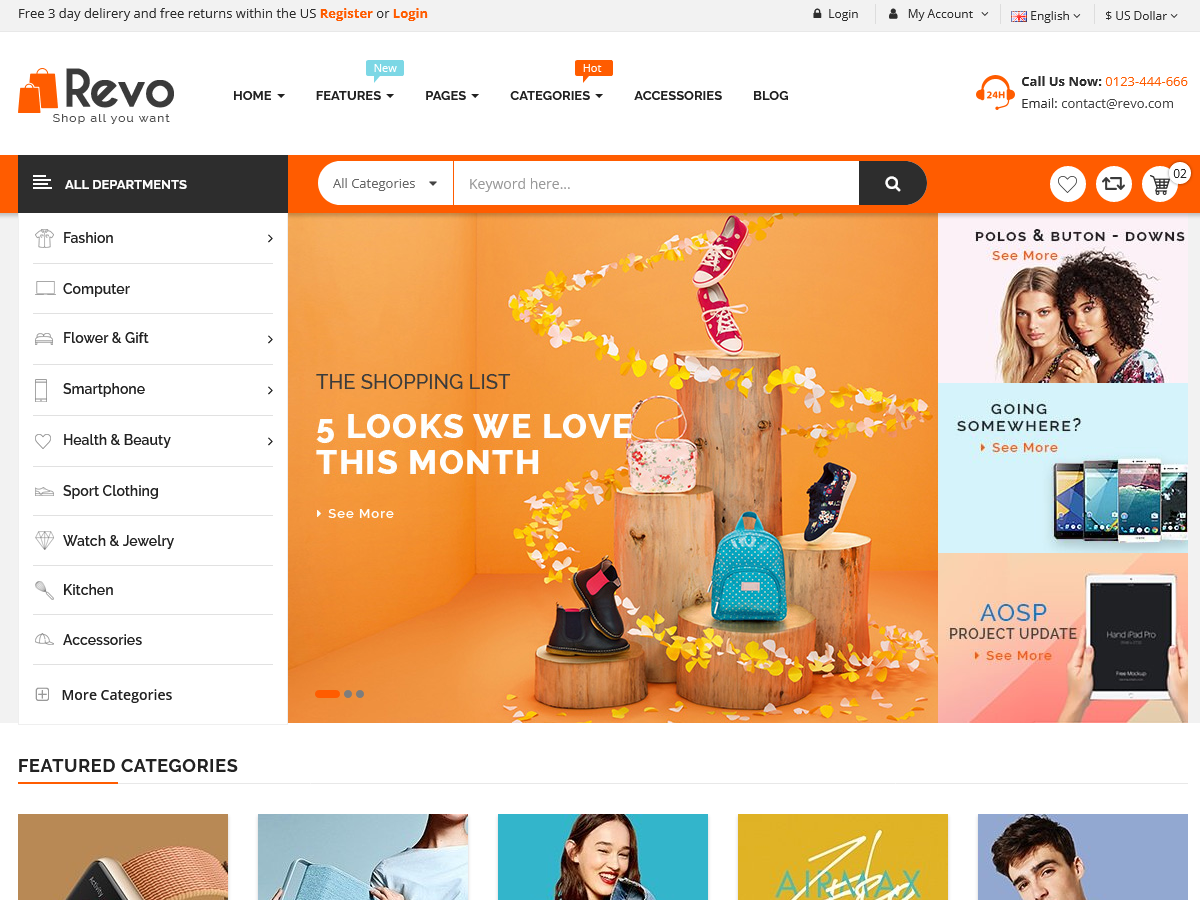 Free 3 day delirery and free returns within the US Register or Login
Login
My Account
English
$ US Dollar
Revo
Shop all you want
New
Hot
HOME
FEATURES
PAGES
CATEGORIES
ACCESSORIES
BLOG
24H
Call Us Now: 0123-444-666
Email: contact@revo.com
ALL DEPARTMENTS
All Categories
Keyword here...
02
Fashion
Computer
Flower & Gift
Smartphone
Health & Beauty
Sport Clothing
Watch & Jewelry
Kitchen
Accessories
More Categories
THE SHOPPING LIST
5 LOOKS WE LOVE
THIS MONTH
See More
POLOS & BUTON - DOWNS
See More
GOING
SOMEWHERE?
See More
AOSP
PROJECT UPDATE
See More
Hand iPad Pro
Free Mockup
FEATURED CATEGORIES
Activity
AIRMAX